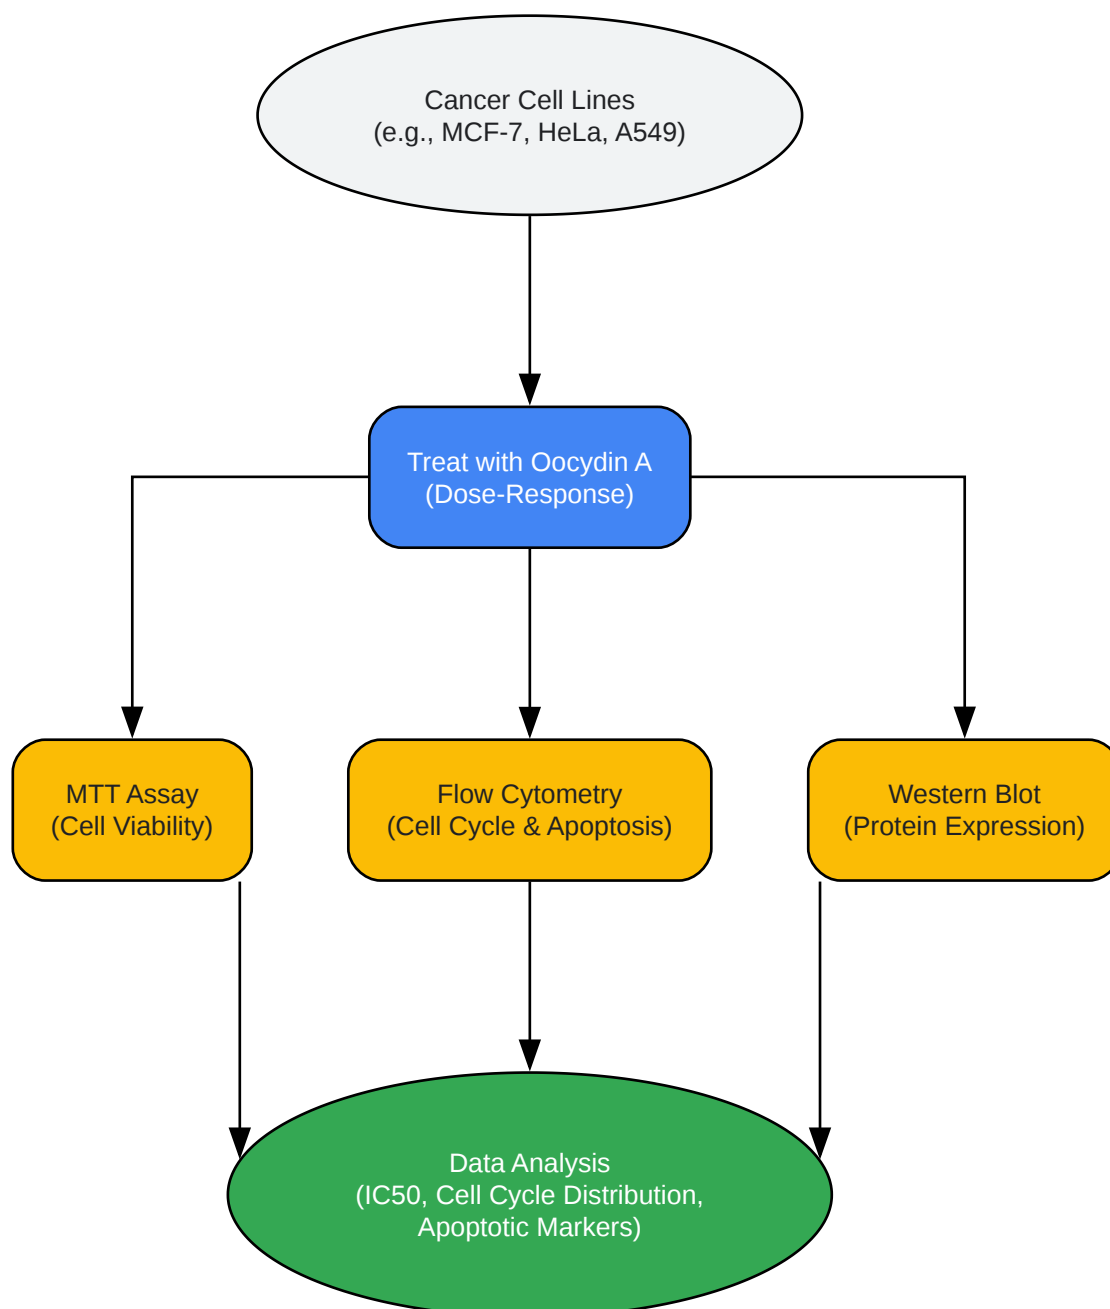 Cancer Cell Lines
(e.g., MCF-7, HeLa, A549)
Treat with Oocydin A
(Dose-Response)
MTT Assay
(Cell Viability)
Flow Cytometry
(Cell Cycle & Apoptosis)
Western Blot
(Protein Expression)
Data Analysis
(IC50, Cell Cycle Distribution,
Apoptotic Markers)